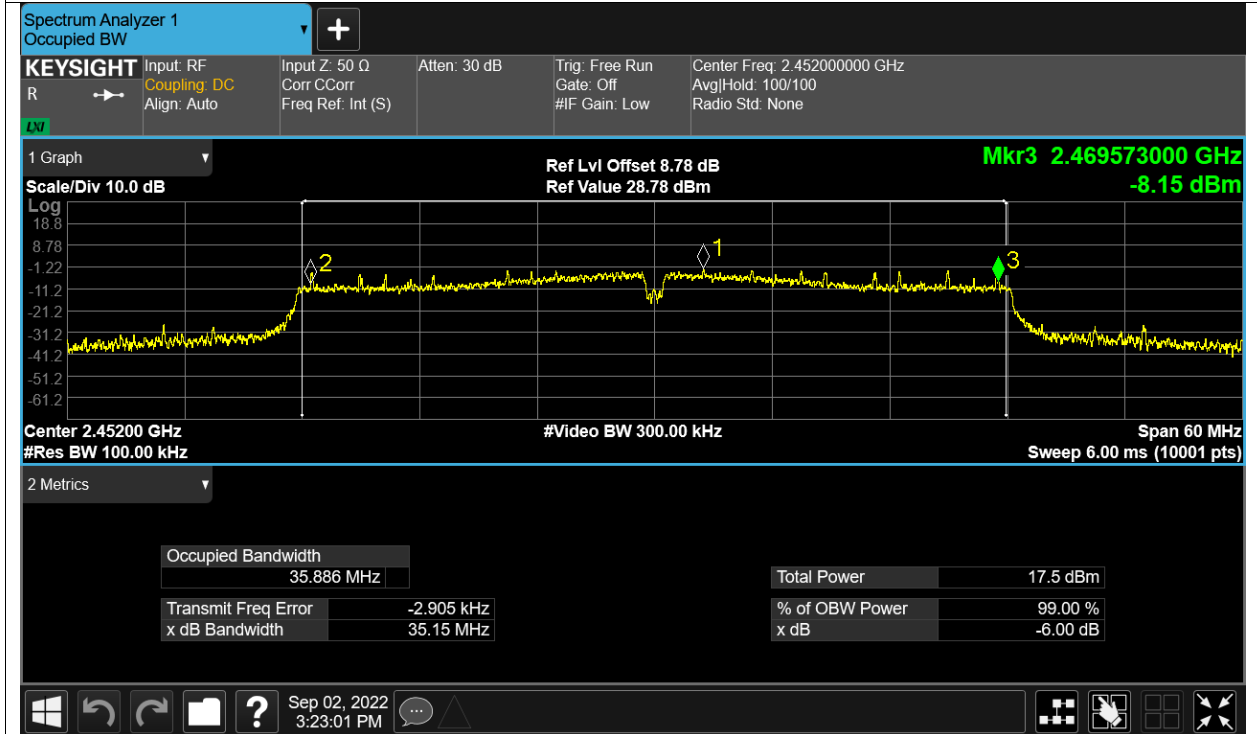 Spectrum Analyzer 1
Occupied BW
+
KEYSIGHT
R
LXI
Input: RF
Coupling: DC
Align: Auto
Input Z: 50 Ω
Corr CCorr
Freq Ref: Int (S)
Atten: 30 dB
Trig: Free Run
Gate: Off
#IF Gain: Low
Center Freq: 2.452000000 GHz
Avg|Hold: 100/100
Radio Std: None
1 Graph
Scale/Div 10.0 dB
Ref Lvl Offset 8.78 dB
Ref Value 28.78 dBm
Mkr3 2.469573000 GHz
-8.15 dBm
Log
18.8
8.78
-1.22
-11.2
-21.2
-31.2
-41.2
-51.2
-61.2
2
1
3
Center 2.45200 GHz
#Video BW 300.00 kHz
Span 60 MHz
#Res BW 100.00 kHz
Sweep 6.00 ms (10001 pts)
2 Metrics
Occupied Bandwidth
35.886 MHz
Transmit Freq Error -2.905 kHz
x dB Bandwidth 35.15 MHz
Total Power 17.5 dBm
% of OBW Power 99.00 %
x dB -6.00 dB
?
Sep 02, 2022
3:23:01 PM